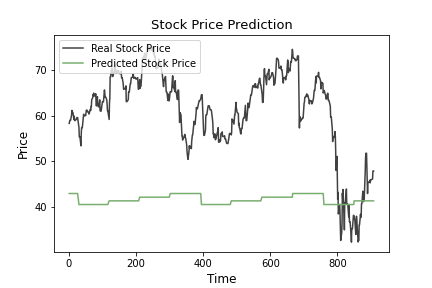 Stock Price Prediction
Real Stock Price
Predicted Stock Price
Price
70
60
50
40
0 200 400 600 800
Time